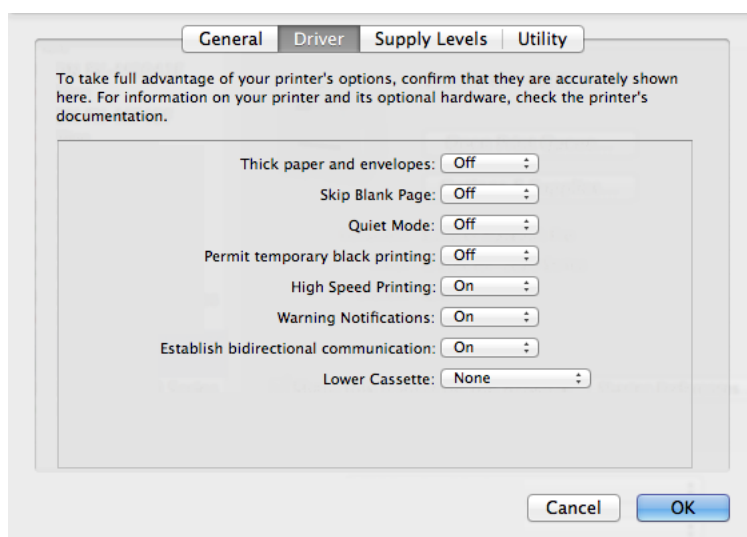 General Driver Supply Levels Utility
To take full advantage of your printer's options, confirm that they are accurately shown
here. For information on your printer and its optional hardware, check the printer's
documentation.
Thick paper and envelopes: Off
Skip Blank Page: Off
Quiet Mode: Off
Permit temporary black printing: Off
High Speed Printing: On
Warning Notifications: On
Establish bidirectional communication: On
Lower Cassette: None
Cancel OK